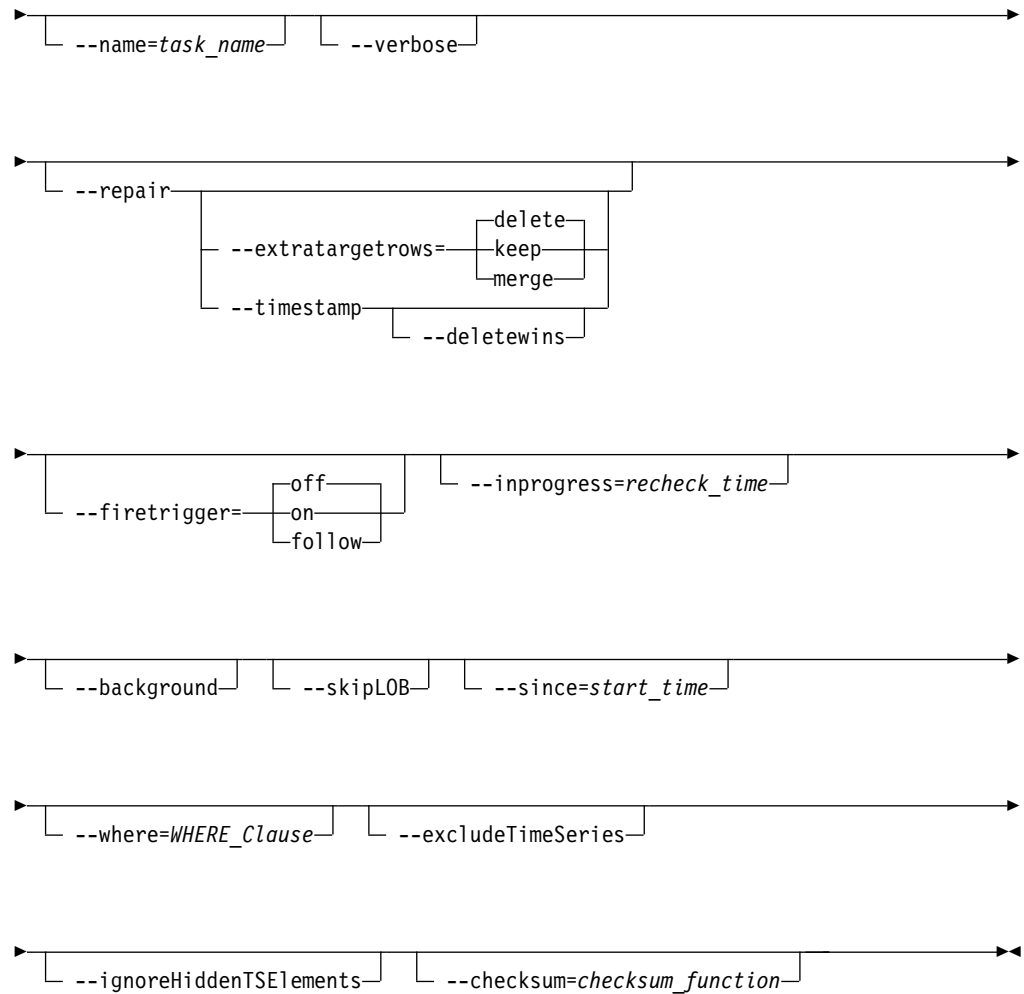 --name=task_name --verbose
--repair
delete
--extratargetrows= keep
merge
--timestamp
--deletewins
off --inprogress=recheck_time
--firetrigger= on
follow
--background --skipLOB --since=start_time
--where=WHERE_Clause --excludeTimeSeries
--ignoreHiddenTSElements --checksum=checksum_function